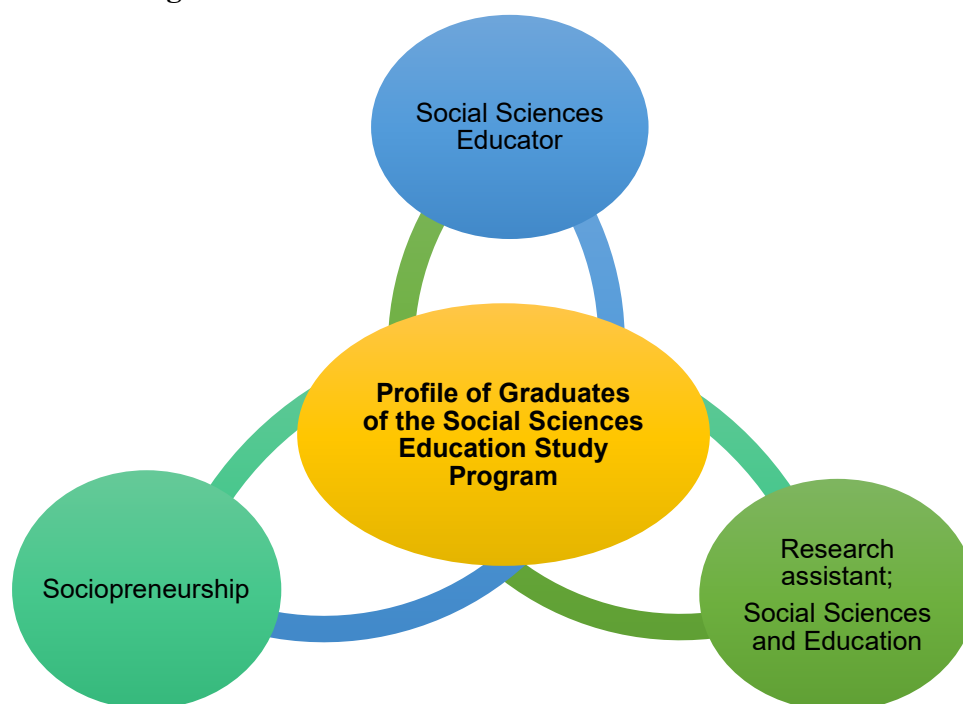 Social Sciences
Educator
Profile of Graduates
of the Social Sciences
Education Study
Program
Sociopreneurship
Research
assistant;
Social Sciences
and Education